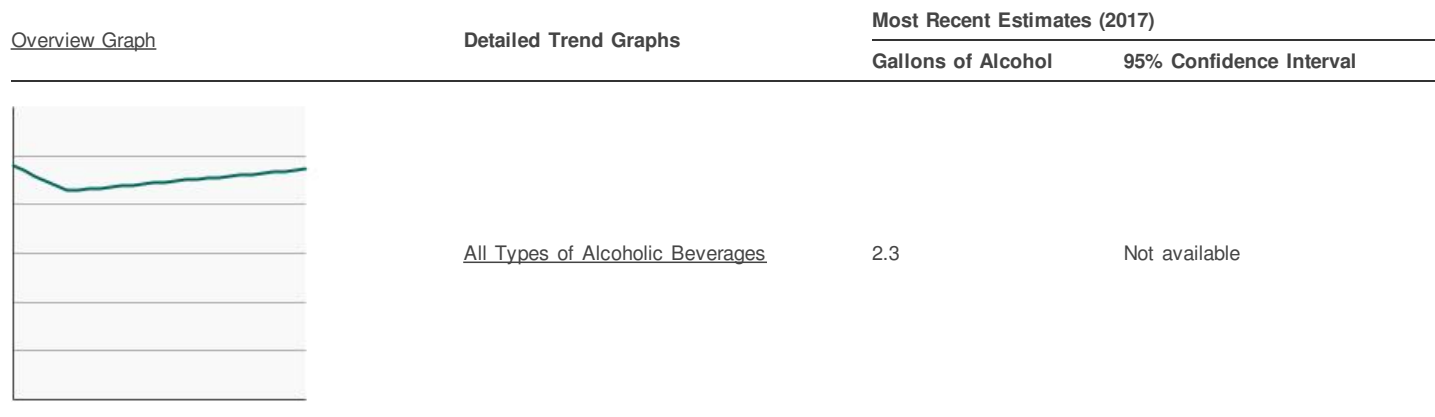 Overview Graph
Detailed Trend Graphs
Most Recent Estimates (2017)
Gallons of Alcohol
95% Confidence Interval
All Types of Alcoholic Beverages
2.3
Not available